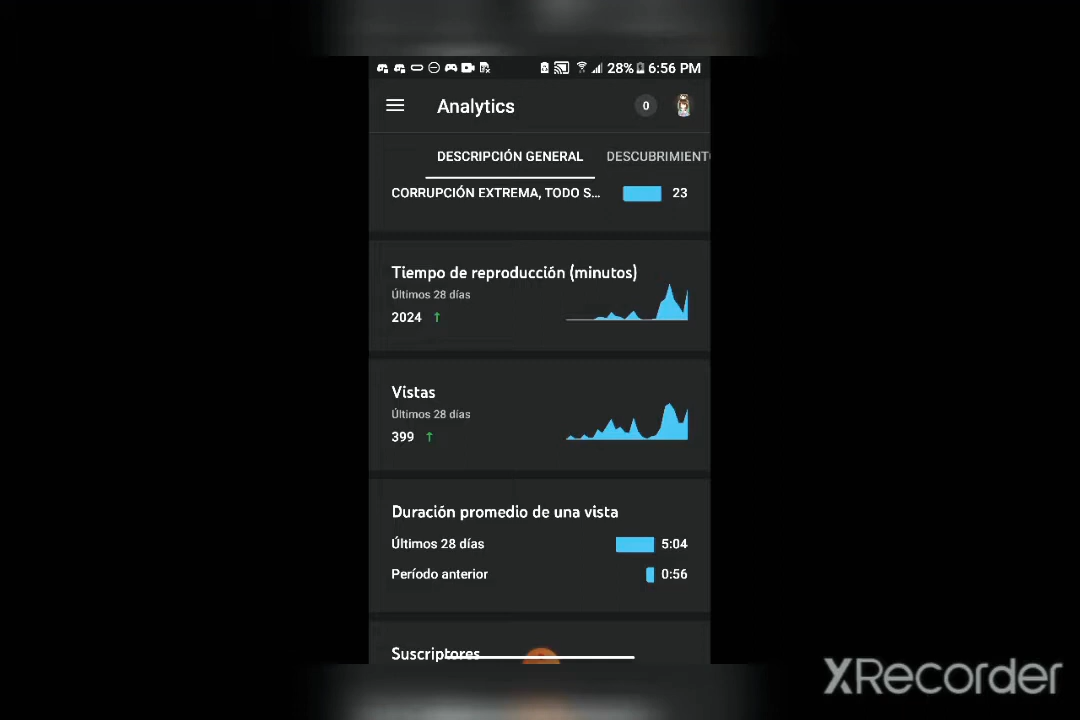 28% 6:56 PM
Analytics
0
DESCRIPCIÓN GENERAL
DESCUBRIMIENTO
CORRUPCIÓN EXTREMA, TODO S...
23
Tiempo de reproducción (minutos)
Últimos 28 días
2024 ↑
Vistas
Últimos 28 días
399 ↑
Duración promedio de una vista
Últimos 28 días
5:04
Período anterior
0:56
Suscriptores
XRecorder